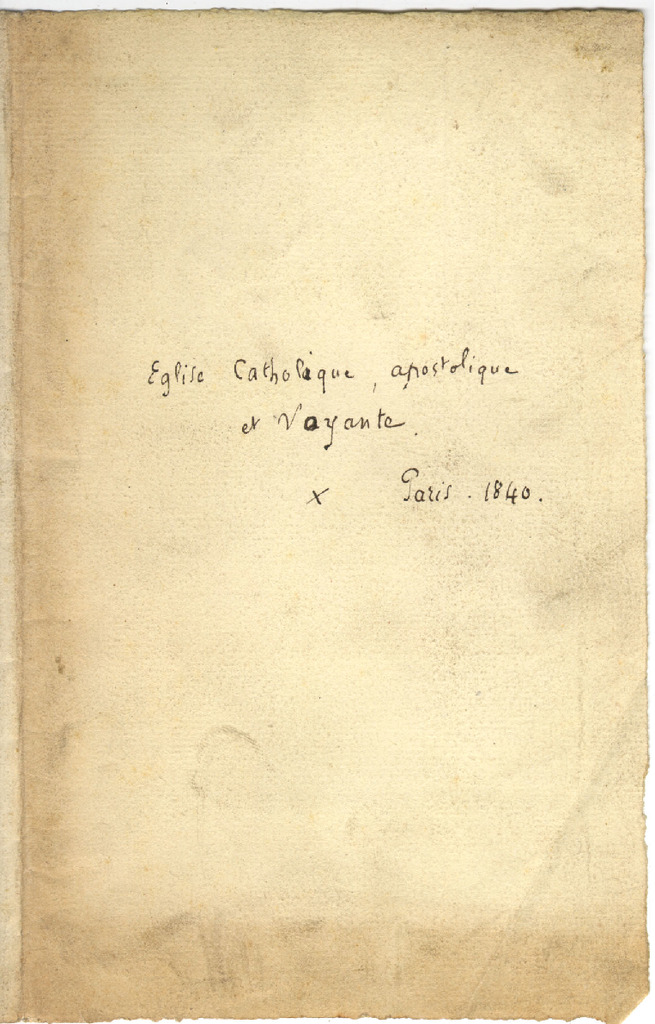 Eglise Catholique, apostolique
et Voyante.
x Paris. 1840.